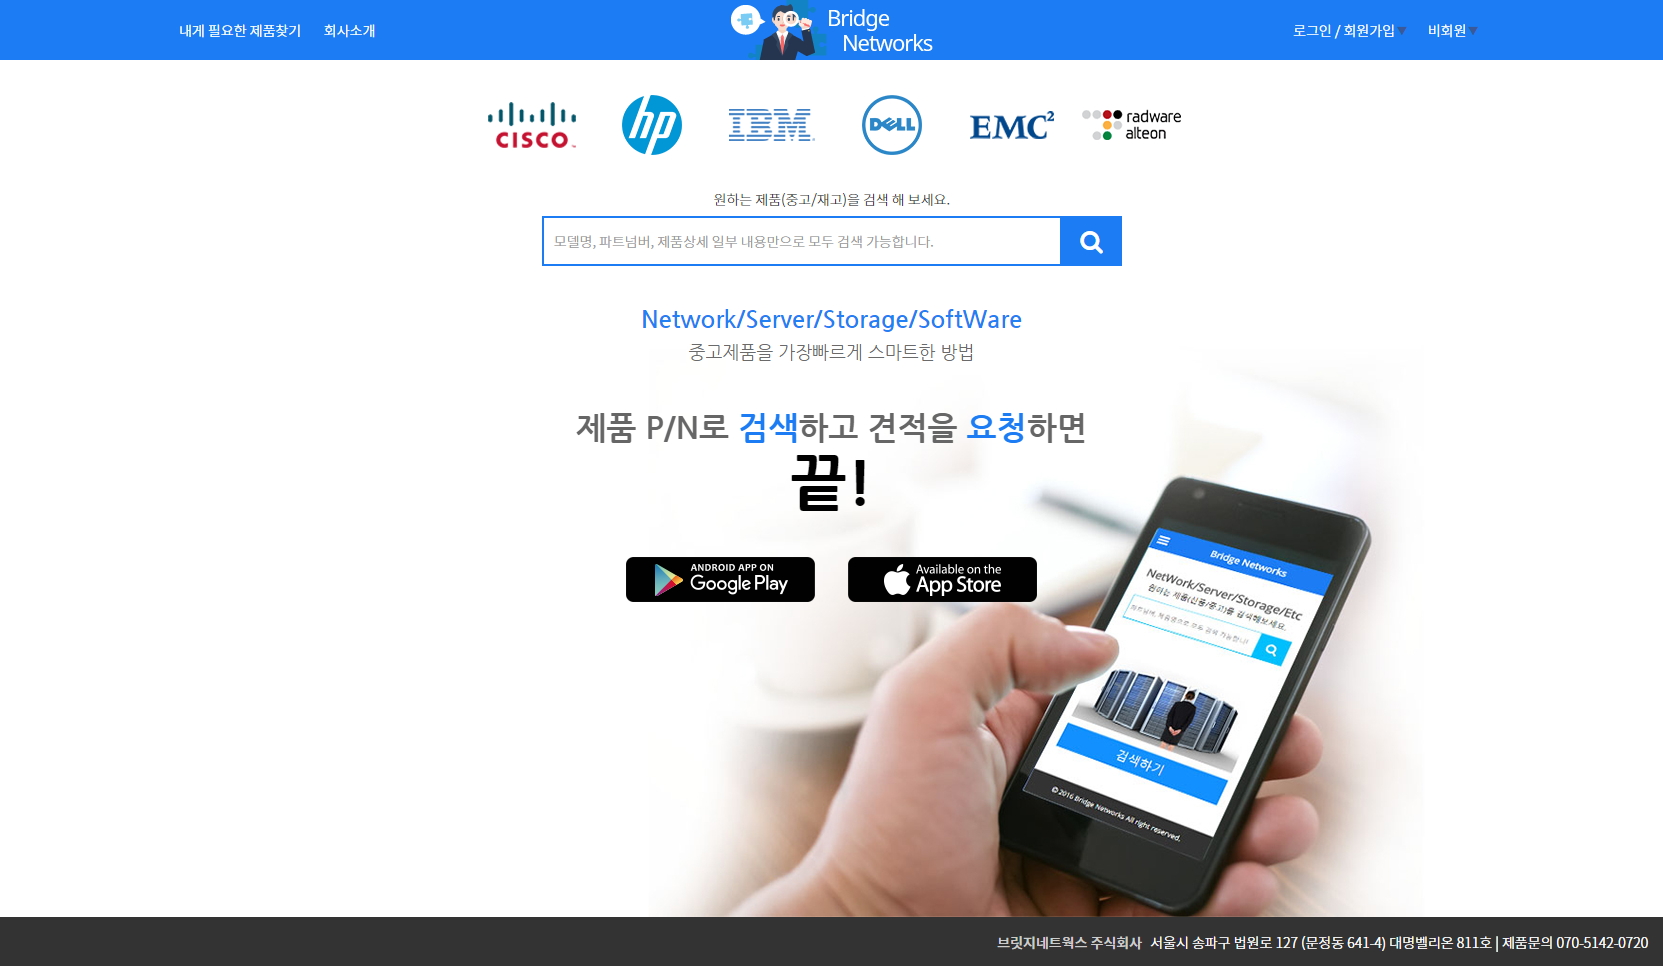 내게 필요한 제품찾기 회사소개
Bridge
Networks
로그인 / 회원가입▼ 비회원▼
CISCO
hp
IBM
DELL
EMC²
radware
alteon
원하는 제품(중고/재고)을 검색 해 보세요.
모델명, 파트넘버, 제품상세 일부 내용만으로 모두 검색 가능합니다.
Network/Server/Storage/SoftWare
중고제품을 가장빠르게 스마트한 방법
제품 P/N로 검색하고 견적을 요청하면
끝!
ANDROID APP ON
Google Play
Available on the
App Store
Bridge Networks
NetWork/Server/Storage/Etc
원하는 제품(신품/중고)를 검색해보세요.
파트넘버, 제품명으로 모두 검색 가능합니다!
검색하기
© 2016 Bridge Networks All right reserved.
브릿지네트웍스 주식회사 서울시 송파구 법원로 127 (문정동 641-4) 대명벨리온 811호 | 제품문의 070-5142-0720